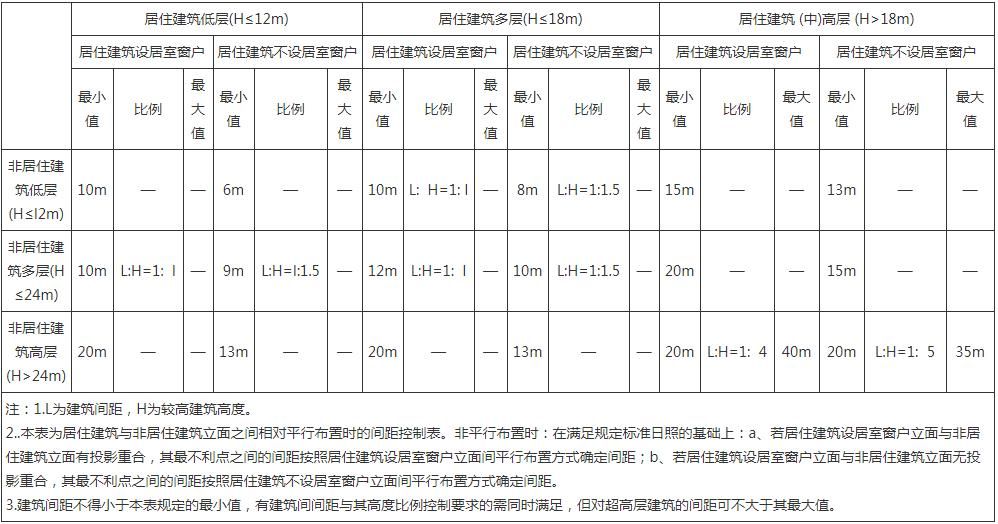 居住建筑低层(H≤12m) 居住建筑多层(H≤18m) 居住建筑 (中)高层 (H>18m)
居住建筑设居室窗户 居住建筑不设居室窗户 居住建筑设居室窗户 居住建筑不设居室窗户 居住建筑设居室窗户 居住建筑不设居室窗户
最小值 比例 最大值 最小值 比例 最大值 最小值 比例 最大值 最小值 比例 最大值 最小值 比例 最大值 最小值 比例 最大值
非居住建筑低层(H≤l2m) 10m — — 6m — — 10m L: H=1: l — 8m L:H=1:1.5 — 15m — — 13m — —
非居住建筑多层(H≤24m) 10m L:H=1: l — 9m L:H=l:1.5 — 12m L:H=1: l — 10m L:H=1:1.5 — 20m — — 15m — —
非居住建筑高层(H>24m) 20m — — 13m — — 20m — — 13m — — 20m L:H=1: 4 40m 20m L:H=1: 5 35m
注：1.L为建筑间距，H为较高建筑高度。
2..本表为居住建筑与非居住建筑立面之间相对平行布置时的间距控制表。非平行布置时：在满足规定标准日照的基础上：a、若居住建筑设居室窗户立面与非居
住建筑立面有投影重合，其最不利点之间的间距按照居住建筑设居室窗户立面间平行布置方式确定间距；b、若居住建筑设居室窗户立面与非居住建筑立面无投
影重合，其最不利点之间的间距按照居住建筑不设居室窗户立面间平行布置方式确定间距。
3.建筑间距不得小于本表规定的最小值，有建筑间间距与其高度比例控制要求的需同时满足，但对超高层建筑的间距可不大于其最大值。